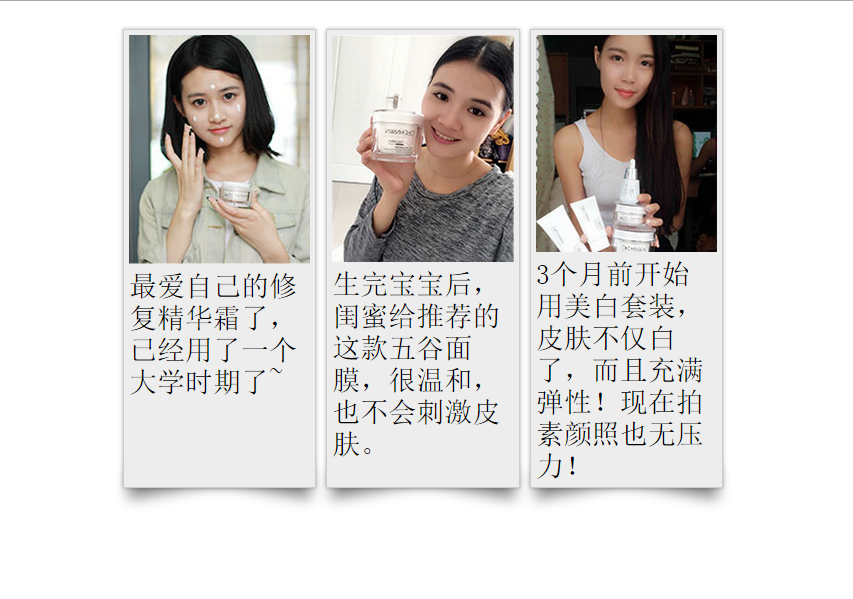 最爱自己的修
复精华霜了，
已经用了一个
大学时期了~
生完宝宝后，
闺蜜给推荐的
这款五谷面
膜，很温和，
也不会刺激皮
肤。
3个月前开始
用美白套装，
皮肤不仅白
了，而且充满
弹性！现在拍
素颜照也无压
力！